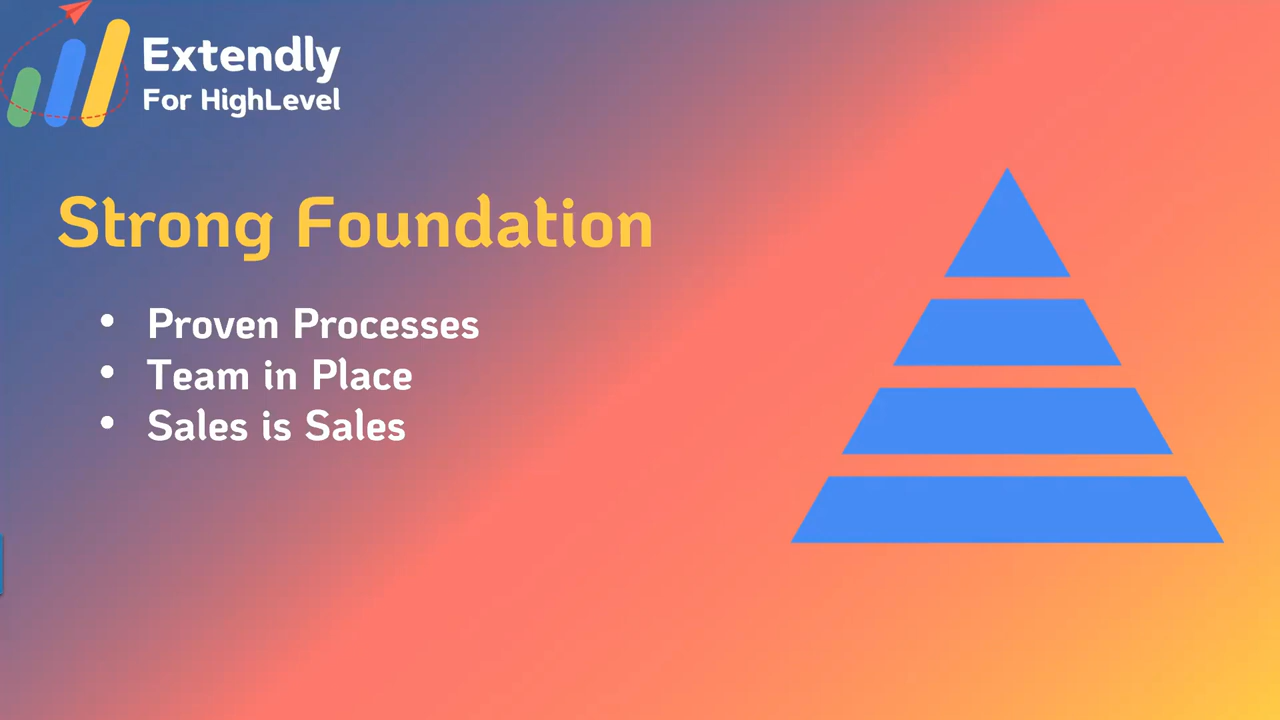 Extendly
For HighLevel
Strong Foundation
• Proven Processes
• Team in Place
• Sales is Sales